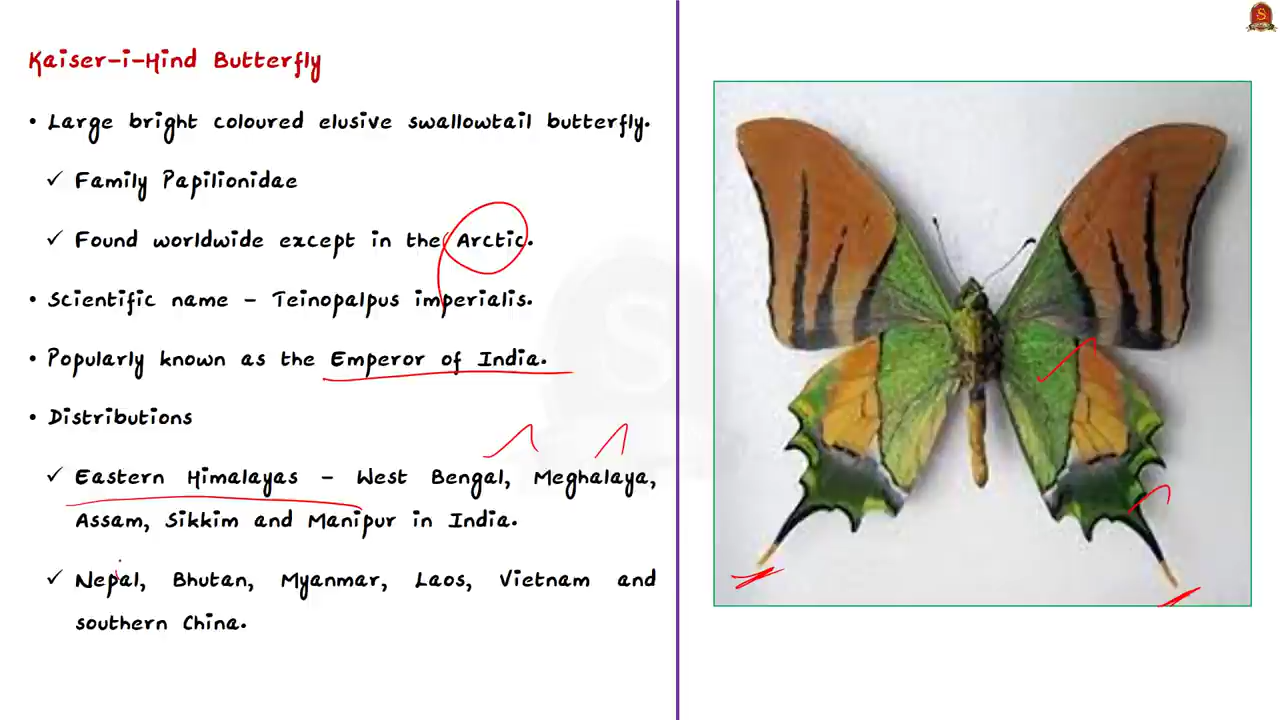 Kaiser-i-Hind Butterfly
• Large bright coloured elusive swallowtail butterfly.
✓ Family Papilionidae
✓ Found worldwide except in the Arctic.
• Scientific name – Teinopalpus imperialis.
• Popularly known as the Emperor of India.
• Distributions
✓ Eastern Himalayas – West Bengal, Meghalaya,
Assam, Sikkim and Manipur in India.
✓ Nepal, Bhutan, Myanmar, Laos, Vietnam and
southern China.